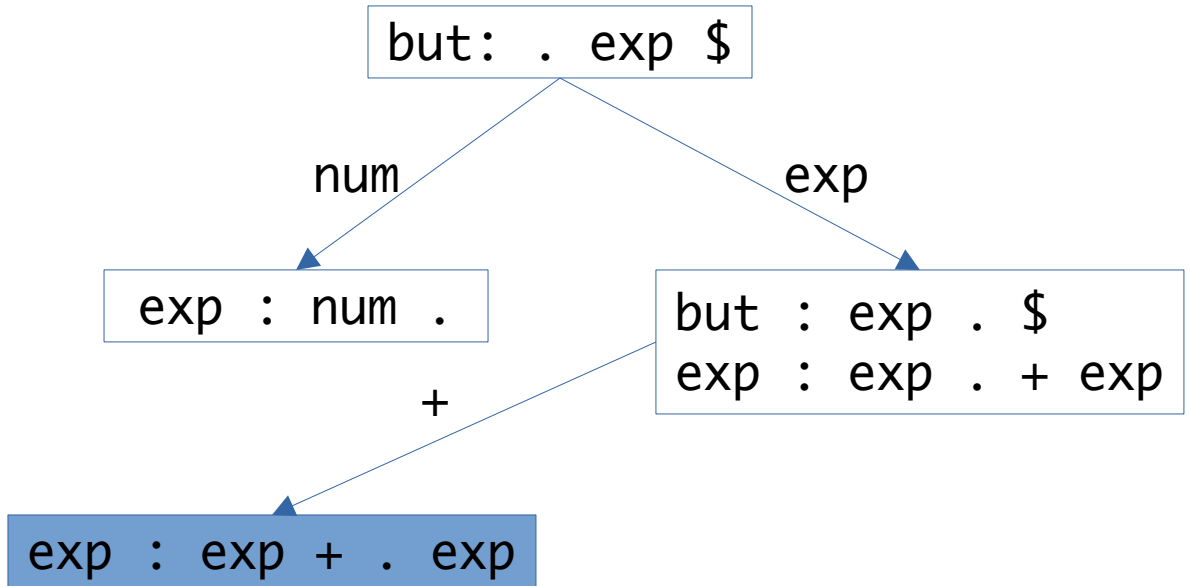 but: . exp $
num
exp
exp : num .
but : exp . $
exp : exp . + exp
+
exp : exp + . exp